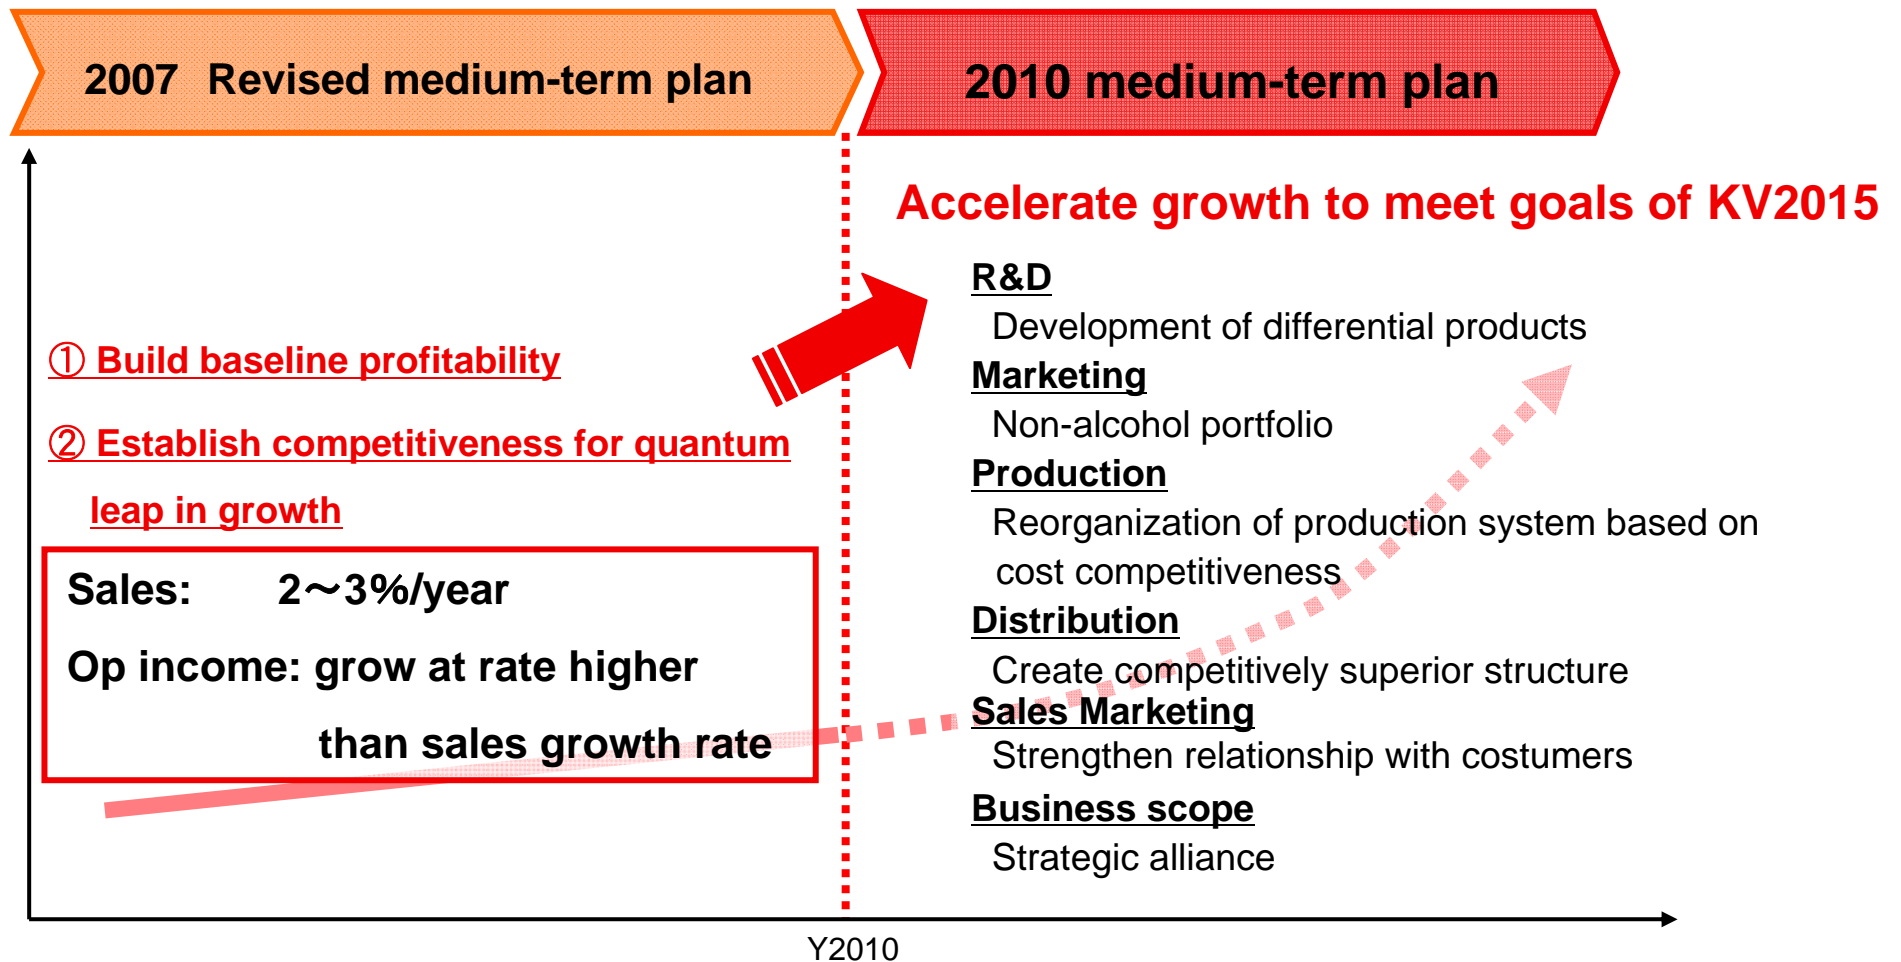 2007 Revised medium-term plan
2010 medium-term plan
Accelerate growth to meet goals of KV2015
① Build baseline profitability
② Establish competitiveness for quantum
leap in growth
Sales: 2～3%/year
Op income: grow at rate higher
than sales growth rate
R&D
Development of differential products
Marketing
Non-alcohol portfolio
Production
Reorganization of production system based on
cost competitiveness
Distribution
Create competitively superior structure
Sales Marketing
Strengthen relationship with costumers
Business scope
Strategic alliance
Y2010